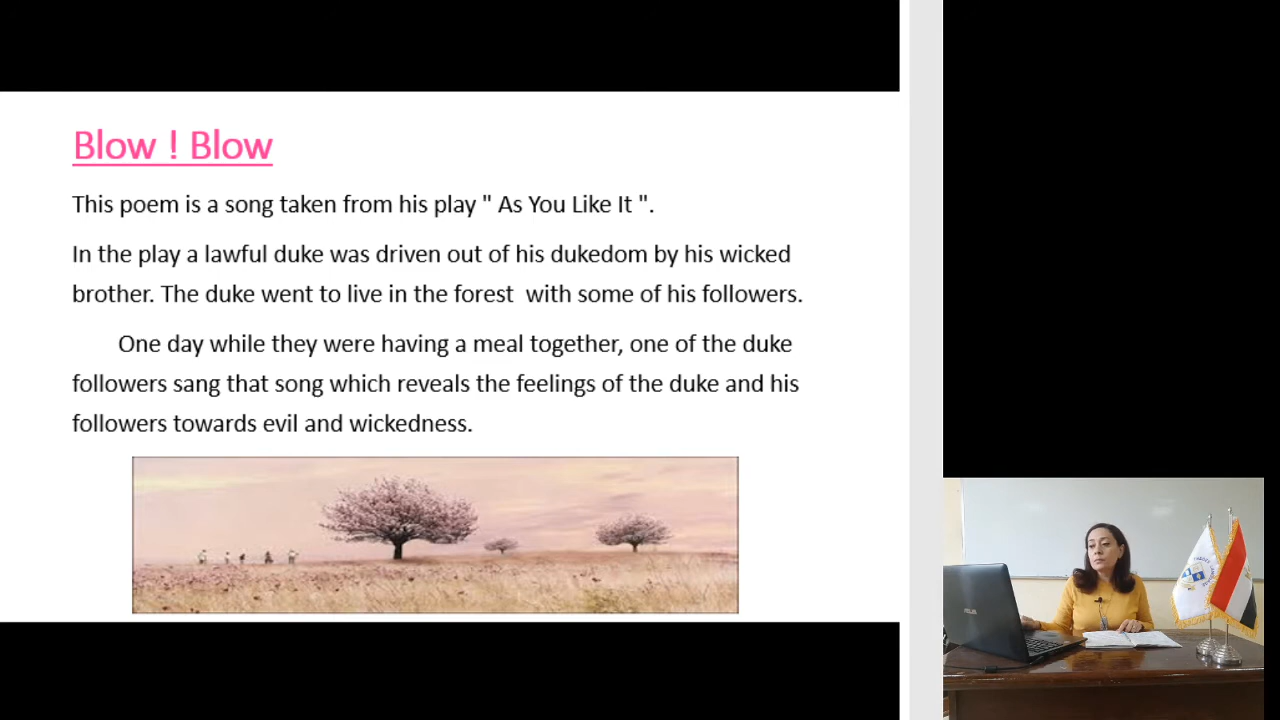 Blow ! Blow
This poem is a song taken from his play " As You Like It ".
In the play a lawful duke was driven out of his dukedom by his wicked
brother. The duke went to live in the forest with some of his followers.
One day while they were having a meal together, one of the duke
followers sang that song which reveals the feelings of the duke and his
followers towards evil and wickedness.
ASUS